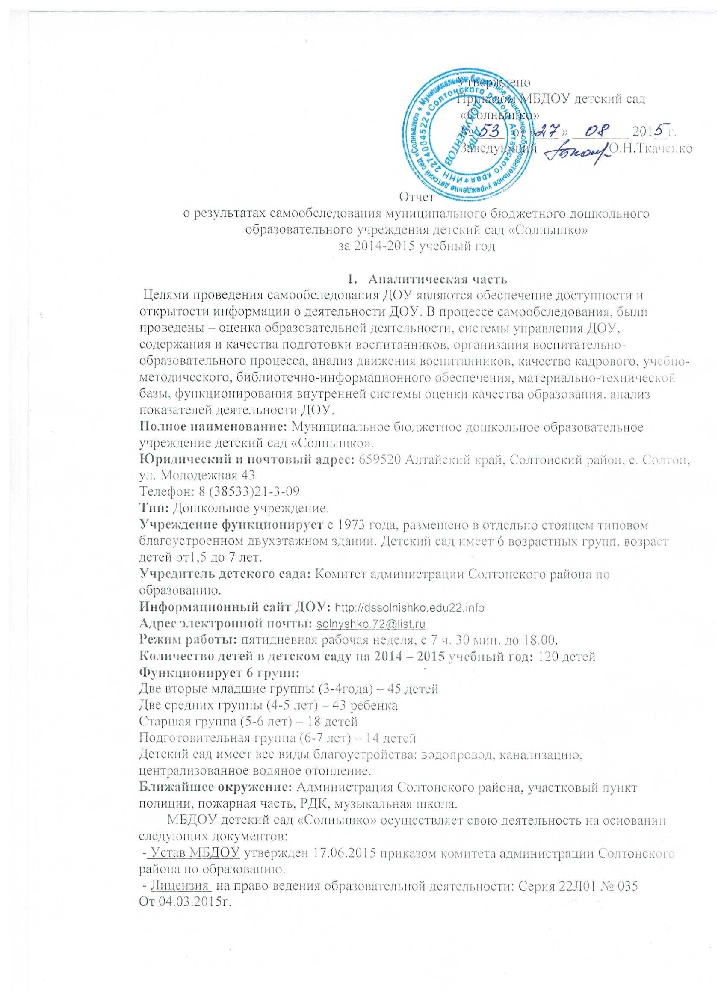 Утверждено
Приказом МБДОУ детский сад
«Солнышко»
№ 53 от «27» 08 2015 г.
Заведующий О.Н.Ткаченко
Муниципальное бюджетное дошкольное образовательное учреждение детский сад «Солнышко» *
Солтонского района Алтайского края * ИНН 2274004522 *
ДЛЯ
ДОКУМЕНТОВ
Отчет
о результатах самообследования муниципального бюджетного дошкольного
образовательного учреждения детский сад «Солнышко»
за 2014-2015 учебный год
1. Аналитическая часть
Целями проведения самообследования ДОУ являются обеспечение доступности и
открытости информации о деятельности ДОУ. В процессе самообследования, были
проведены – оценка образовательной деятельности, системы управления ДОУ,
содержания и качества подготовки воспитанников, организация воспитательно-
образовательного процесса, анализ движения воспитанников, качество кадрового, учебно-
методического, библиотечно-информационного обеспечения, материально-технической
базы, функционирования внутренней системы оценки качества образования, анализ
показателей деятельности ДОУ.
Полное наименование: Муниципальное бюджетное дошкольное образовательное
учреждение детский сад «Солнышко».
Юридический и почтовый адрес: 659520 Алтайский край, Солтонский район, с. Солтон,
ул. Молодежная 43
Телефон: 8 (38533)21-3-09
Тип: Дошкольное учреждение.
Учреждение функционирует с 1973 года, размещено в отдельно стоящем типовом
благоустроенном двухэтажном здании. Детский сад имеет 6 возрастных групп, возраст
детей от1,5 до 7 лет.
Учредитель детского сада: Комитет администрации Солтонского района по
образованию.
Информационный сайт ДОУ: http://dssolnishko.edu22.info
Адрес электронной почты: solnyshko.72@list.ru
Режим работы: пятидневная рабочая неделя, с 7 ч. 30 мин. до 18.00.
Количество детей в детском саду на 2014 – 2015 учебный год: 120 детей
Функционирует 6 групп:
Две вторые младшие группы (3-4года) – 45 детей
Две средних группы (4-5 лет) – 43 ребенка
Старшая группа (5-6 лет) – 18 детей
Подготовительная группа (6-7 лет) – 14 детей
Детский сад имеет все виды благоустройства: водопровод, канализацию,
централизованное водяное отопление.
Ближайшее окружение: Администрация Солтонского района, участковый пункт
полиции, пожарная часть, РДК, музыкальная школа.
МБДОУ детский сад «Солнышко» осуществляет свою деятельность на основании
следующих документов:
- Устав МБДОУ утвержден 17.06.2015 приказом комитета администрации Солтонского
района по образованию.
- Лицензия на право ведения образовательной деятельности: Серия 22Л01 № 035
От 04.03.2015г.